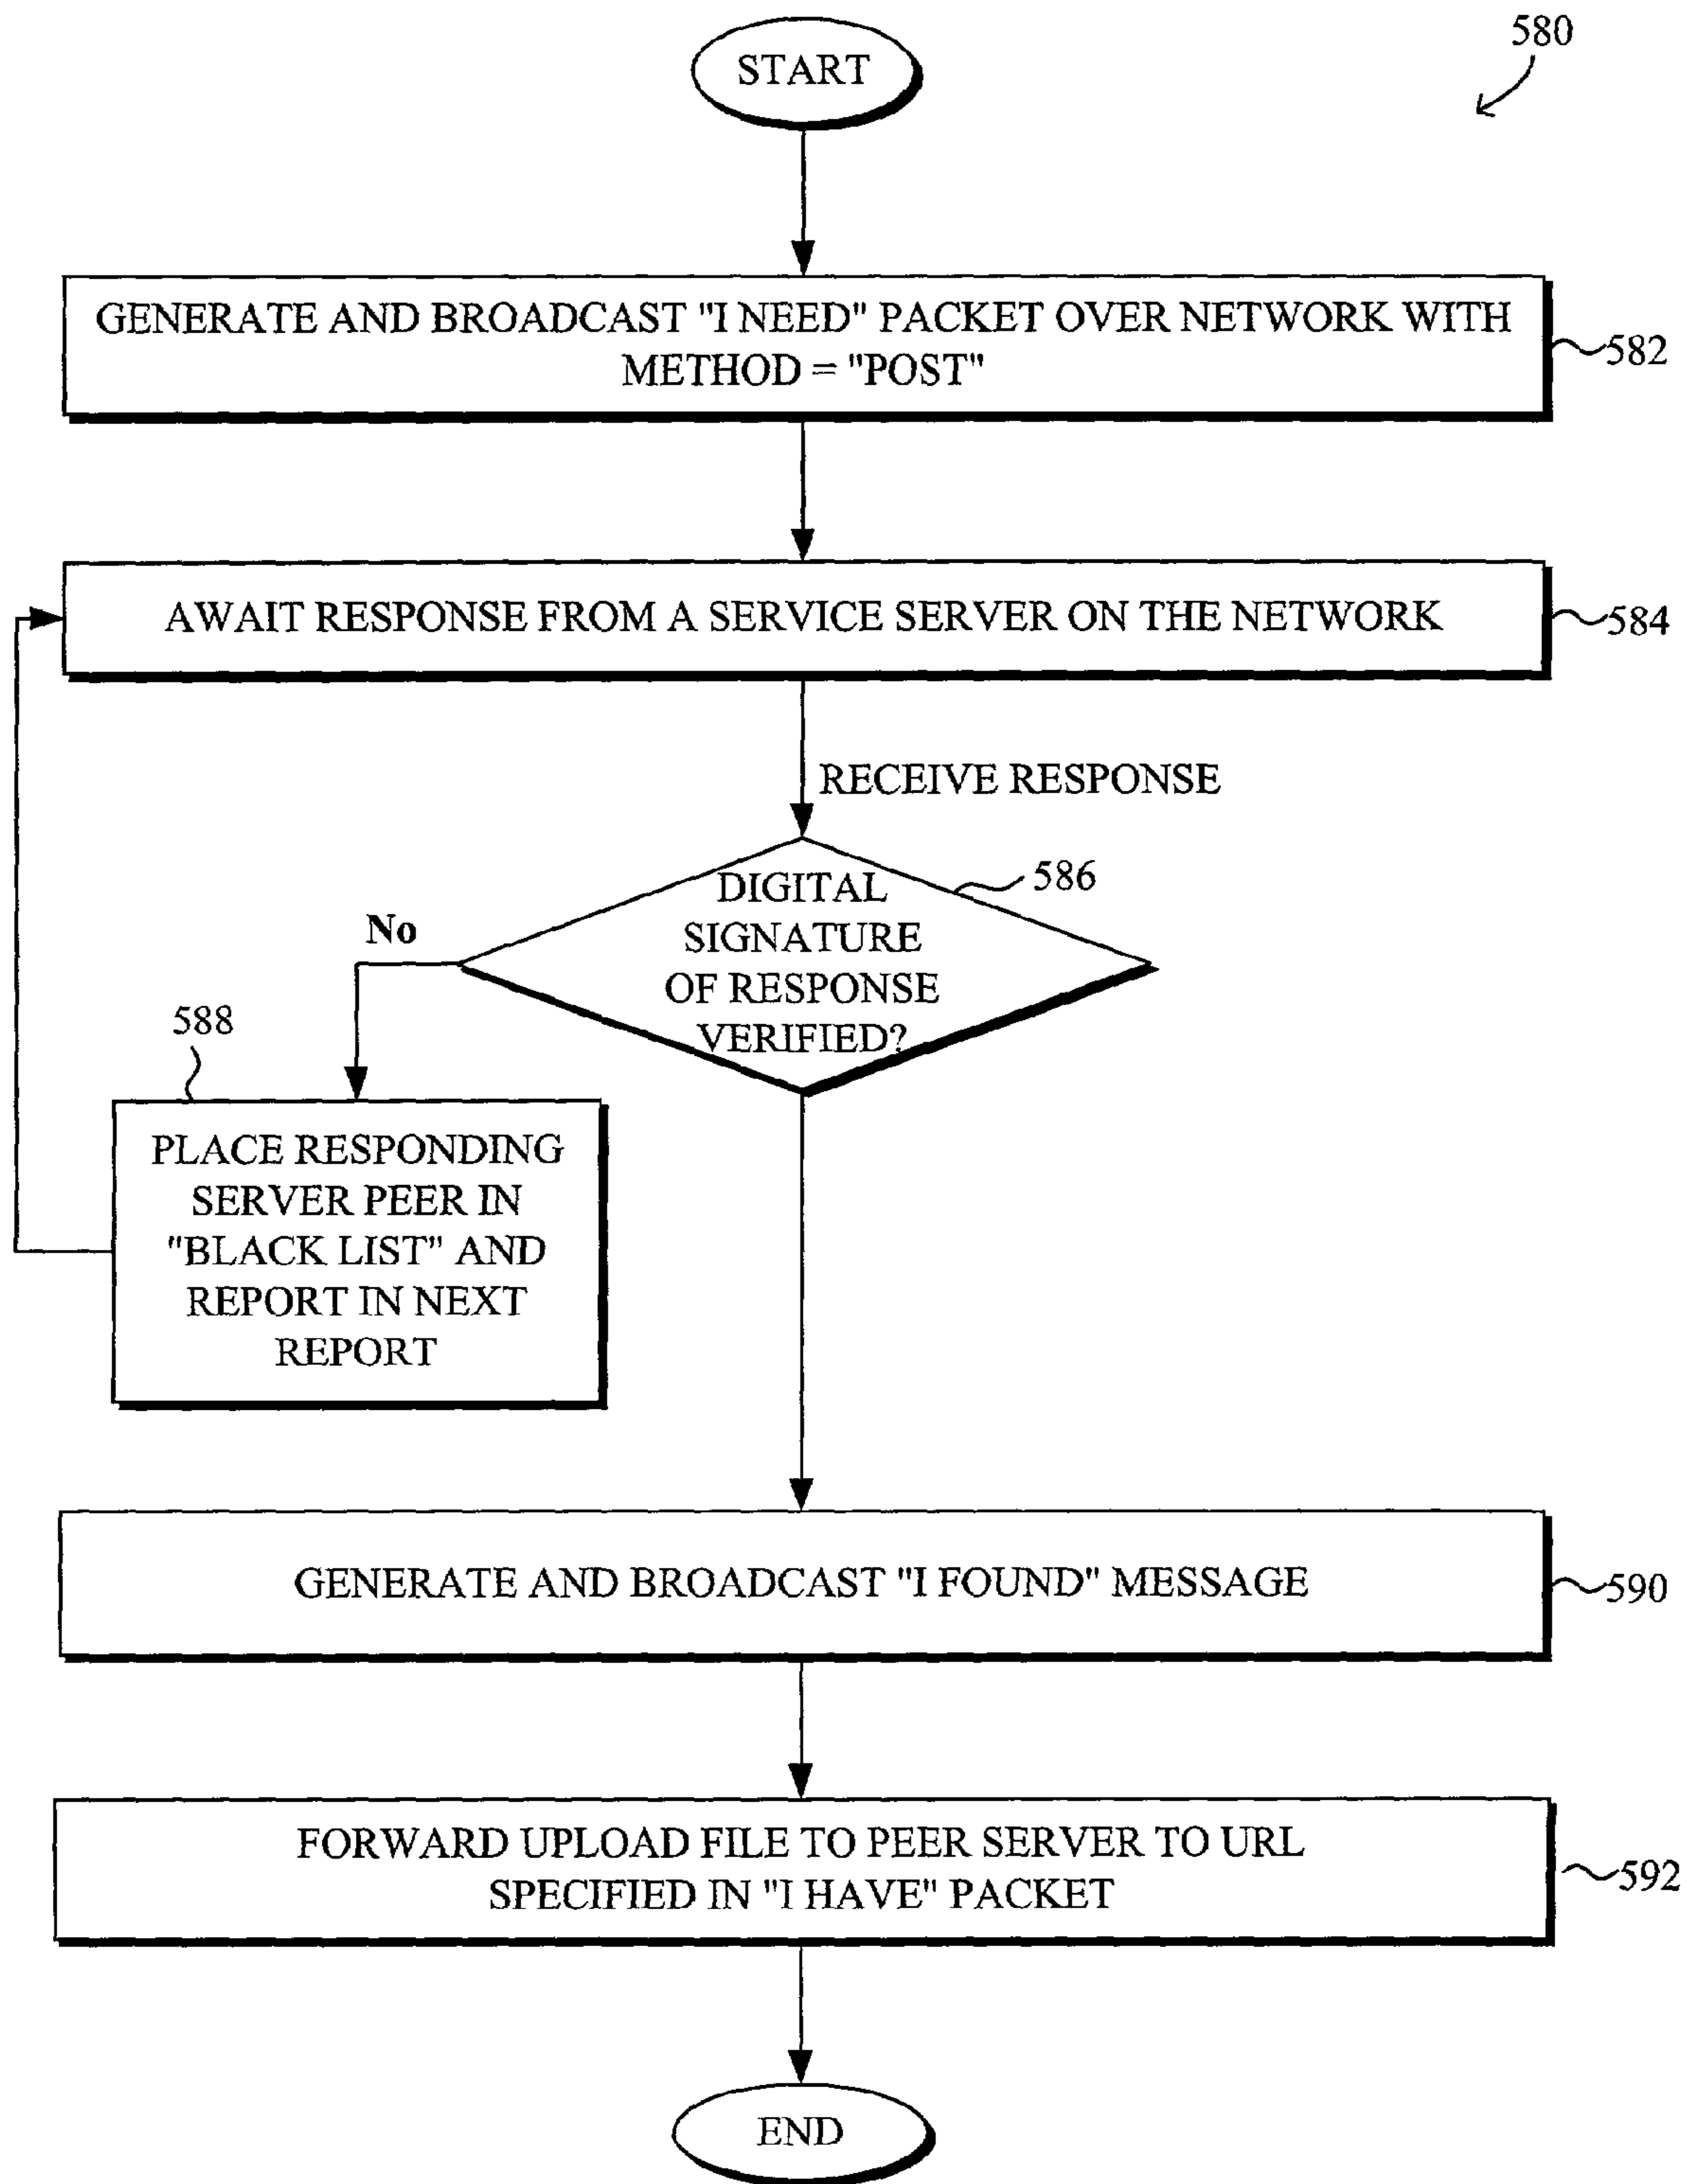 START
580
GENERATE AND BROADCAST "I NEED" PACKET OVER NETWORK WITH
METHOD = "POST"
582
AWAIT RESPONSE FROM A SERVICE SERVER ON THE NETWORK
584
RECEIVE RESPONSE
DIGITAL
SIGNATURE
OF RESPONSE
VERIFIED?
586
No
588
PLACE RESPONDING
SERVER PEER IN
"BLACK LIST" AND
REPORT IN NEXT
REPORT
GENERATE AND BROADCAST "I FOUND" MESSAGE
590
FORWARD UPLOAD FILE TO PEER SERVER TO URL
SPECIFIED IN "I HAVE" PACKET
592
END